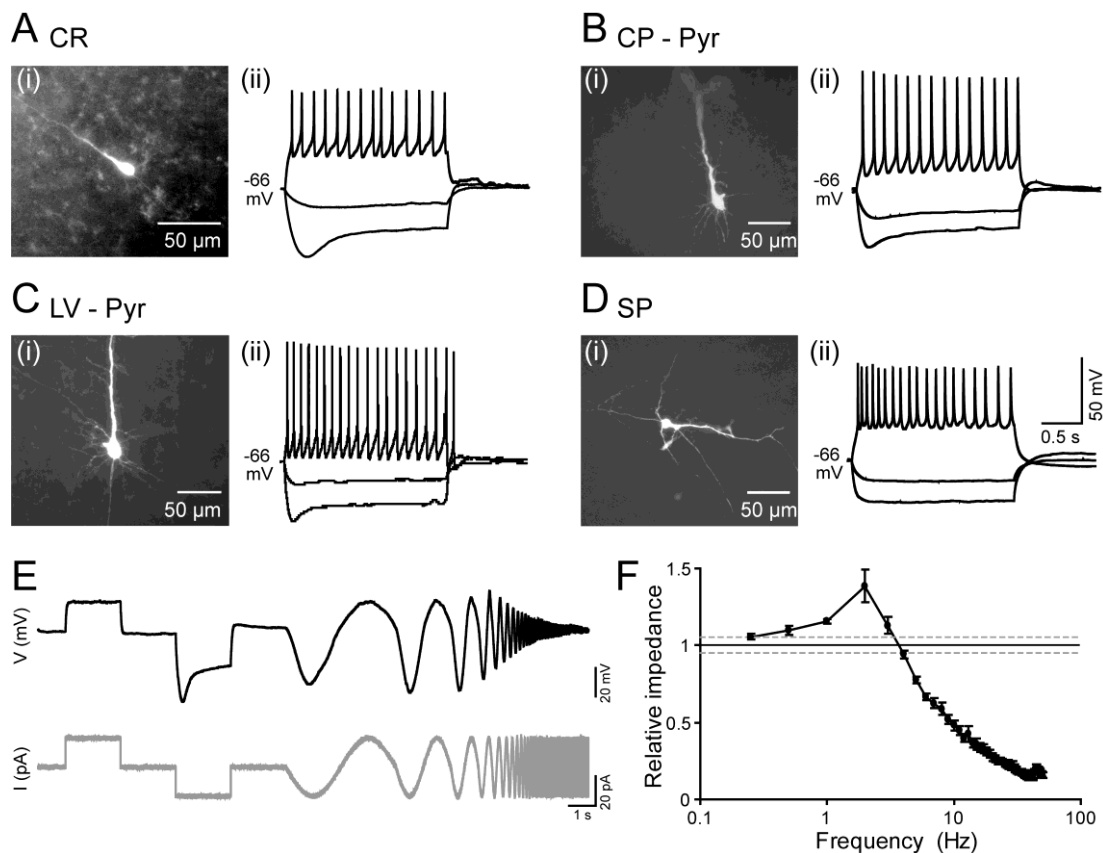 A CR
(i)
50 µm
(ii)
-66
mV
B CP - Pyr
(i)
50 µm
(ii)
-66
mV
C LV - Pyr
(i)
50 µm
(ii)
-66
mV
D SP
(i)
50 µm
(ii)
-66
mV
50 mV
0.5 s
E
V (mV)
20 mV
I (pA)
20 pA
1 s
F
Relative impedance
1.5
1
0.5
0
0.1
1
10
100
Frequency (Hz)